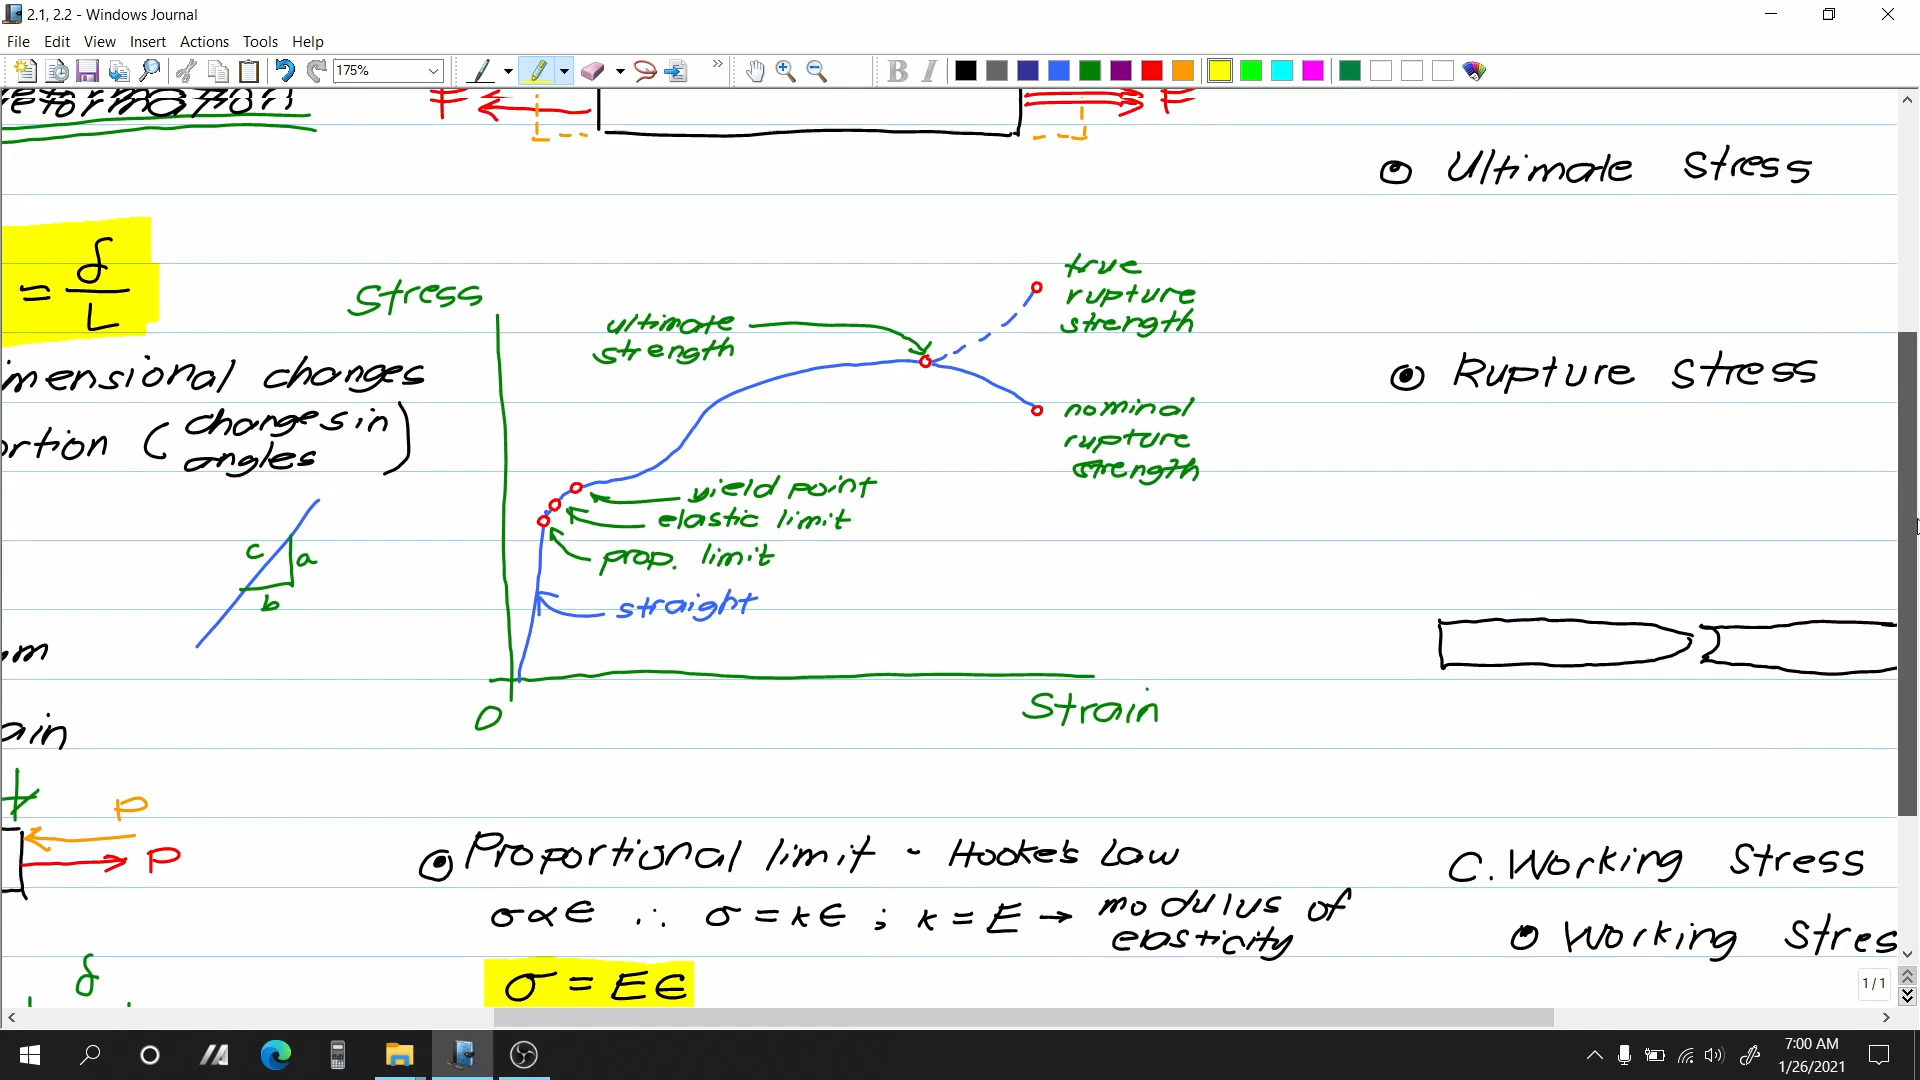 2.1, 2.2 - Windows Journal
File Edit View Insert Actions Tools Help
175%
B I
eformation
F F
Ultimate Stress
= δ
L
Stress
ultimate
strength
true
rupture
strength
imensional changes
ortion (changes in
angles)
nominal
rupture
strength
Rupture Stress
yield point
elastic limit
prop. limit
straight
c a
b
0
Strain
ain
P
P
Proportional limit - Hooke's Law
σ∝ϵ ∴ σ = kϵ ; k = E → modulus of
elasticity
σ = Eϵ
C. Working Stress
Working Stres
δ
1 / 1
7:00 AM
1/26/2021